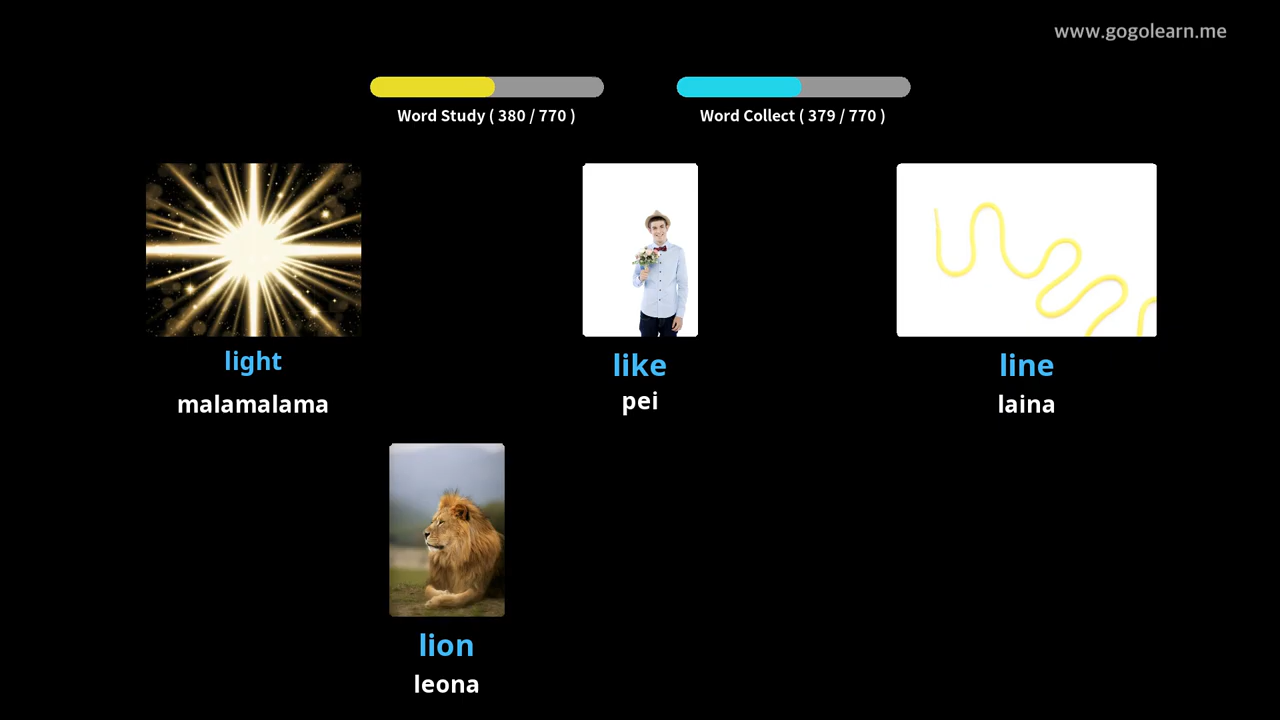 www.gogolearn.me
Word Study ( 380 / 770 )
Word Collect ( 379 / 770 )
light
malamalama
like
pei
line
laina
lion
leona